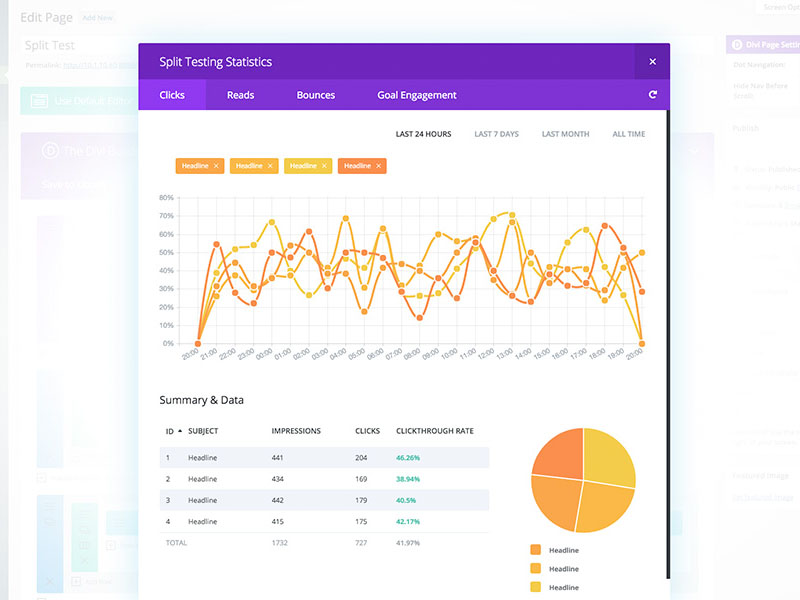 Edit Page Add New
Screen Opt
Split Test
Permalink:
Use Default Editor
The Divi Bui
Save to Library
Divi Page Setti
Dot Navigation:
Hide Nav Before
Scroll:
Publish
Featured Image
Split Testing Statistics ×
Clicks Reads Bounces Goal Engagement
LAST 24 HOURS LAST 7 DAYS LAST MONTH ALL TIME
Headline × Headline × Headline × Headline ×
80%
70%
60%
50%
40%
30%
20%
10%
0%
20:00 21:00 22:00 23:00 00:00 01:00 02:00 03:00 04:00 05:00 06:00 07:00 08:00 09:00 10:00 11:00 12:00 13:00 14:00 15:00 16:00 17:00 18:00 19:00 20:00
Summary & Data
ID SUBJECT IMPRESSIONS CLICKS CLICKTHROUGH RATE
1 Headline 441 204 46.26%
2 Headline 434 169 38.94%
3 Headline 442 179 40.5%
4 Headline 415 175 42.17%
TOTAL 1732 727 41.97%
Headline
Headline
Headline